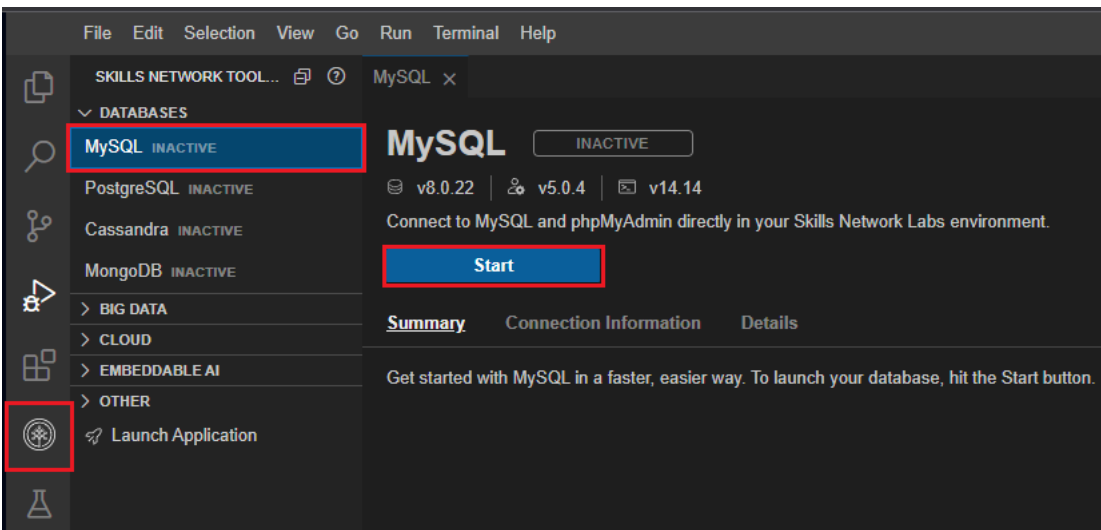 File Edit Selection View Go Run Terminal Help
SKILLS NETWORK TOOL...
DATABASES
MySQL INACTIVE
PostgreSQL INACTIVE
Cassandra INACTIVE
MongoDB INACTIVE
BIG DATA
CLOUD
EMBEDDABLE AI
OTHER
Launch Application
MySQL
MySQL INACTIVE
v8.0.22 v5.0.4 v14.14
Connect to MySQL and phpMyAdmin directly in your Skills Network Labs environment.
Start
Summary Connection Information Details
Get started with MySQL in a faster, easier way. To launch your database, hit the Start button.